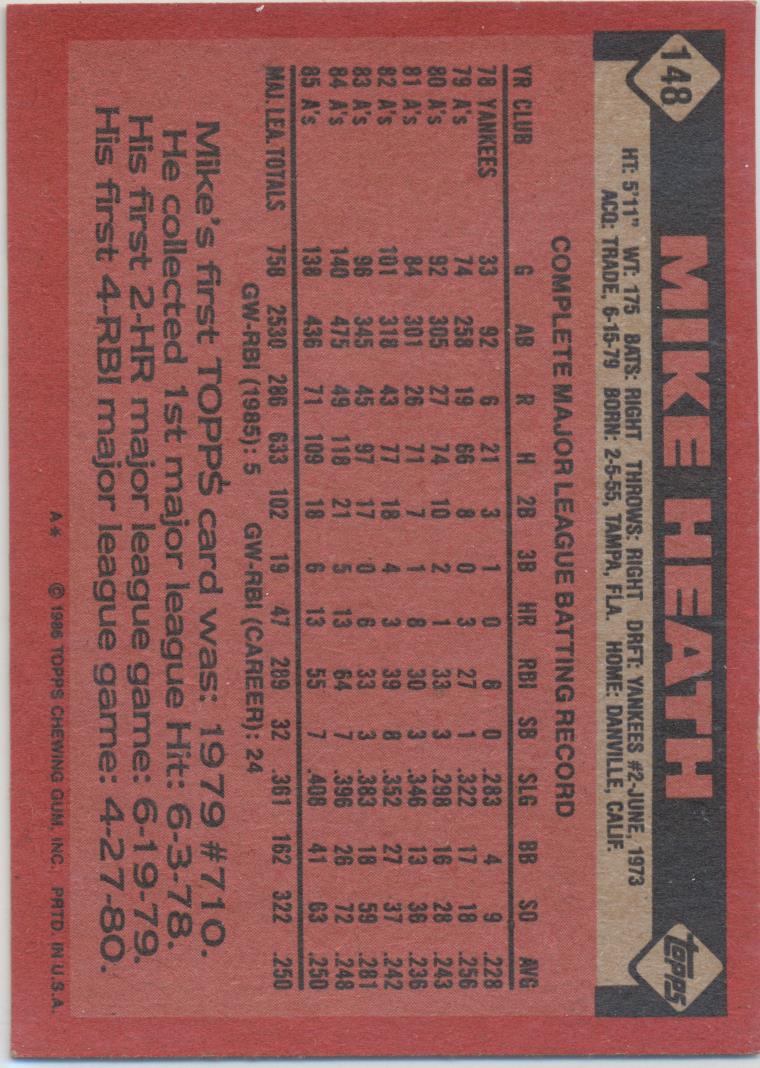 148
MIKE HEATH
topps
HT: 5'11" WT: 175 BATS: RIGHT THROWS: RIGHT DRFT: YANKEES #2-JUNE, 1973
ACQ: TRADE, 6-15-79 BORN: 2-5-55, TAMPA, FLA. HOME: DANVILLE, CALIF.
COMPLETE MAJOR LEAGUE BATTING RECORD
YR CLUB G AB R H 2B 3B HR RBI SB SLG BB SO AVG
78 YANKEES 33 92 6 21 3 1 0 8 0 .283 4 9 .228
79 A's 74 258 19 66 8 0 3 27 1 .322 17 18 .256
80 A's 92 305 27 74 10 2 1 33 3 .298 16 28 .243
81 A's 84 301 26 71 7 1 8 30 3 .346 13 36 .236
82 A's 101 318 43 77 18 4 3 39 8 .352 27 37 .242
83 A's 96 345 45 97 17 0 6 33 3 .383 18 59 .281
84 A's 140 475 49 118 21 5 13 64 7 .396 26 72 .248
85 A's 138 436 71 109 18 6 13 55 7 .408 41 63 .250
MAJ. LEA. TOTALS 758 2530 286 633 102 19 47 289 32 .361 162 322 .250
GW-RBI (1985): 5 GW-RBI (CAREER): 24
Mike's first TOPPS card was: 1979 #710.
He collected 1st major league Hit: 6-3-78.
His first 2-HR major league game: 6-19-79.
His first 4-RBI major league game: 4-27-80.
A* © 1986 TOPPS CHEWING GUM, INC. PRTD. IN U.S.A.